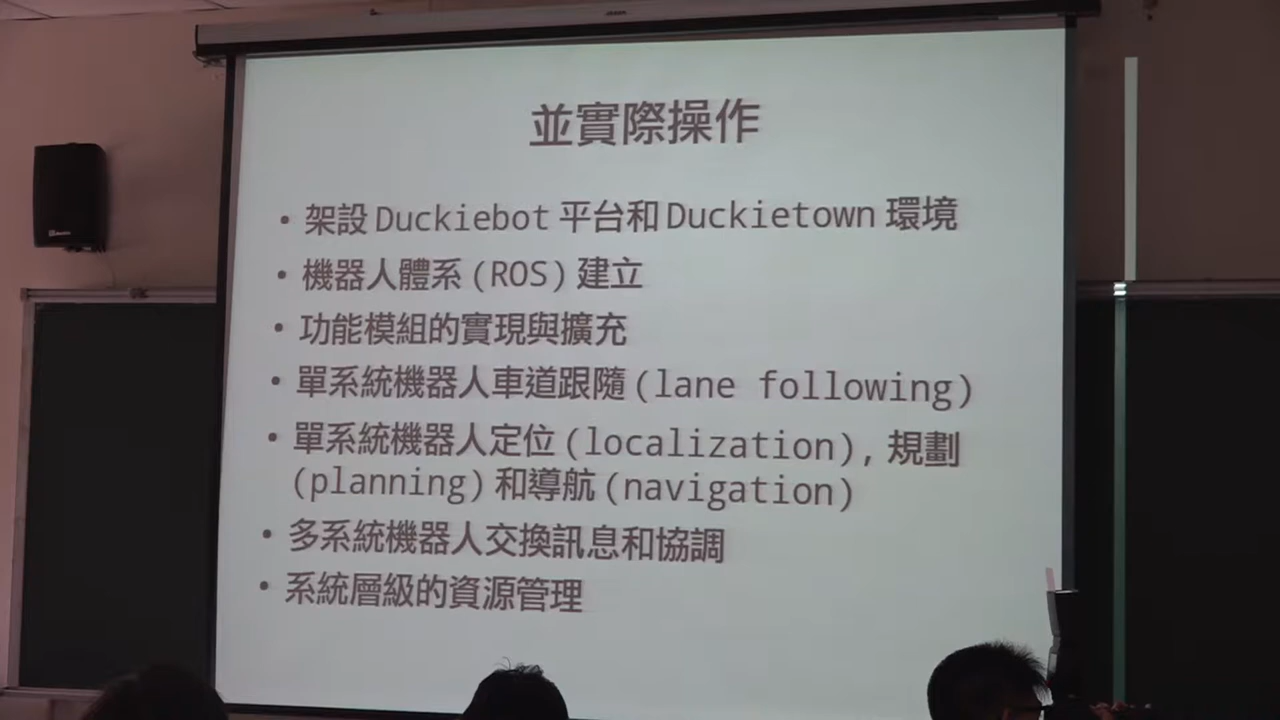 並實際操作
• 架設 Duckiebot 平台和 Duckietown 環境
• 機器人體系 (ROS) 建立
• 功能模組的實現與擴充
• 單系統機器人車道跟隨 (lane following)
• 單系統機器人定位 (localization), 規劃
(planning) 和導航 (navigation)
• 多系統機器人交換訊息和協調
• 系統層級的資源管理